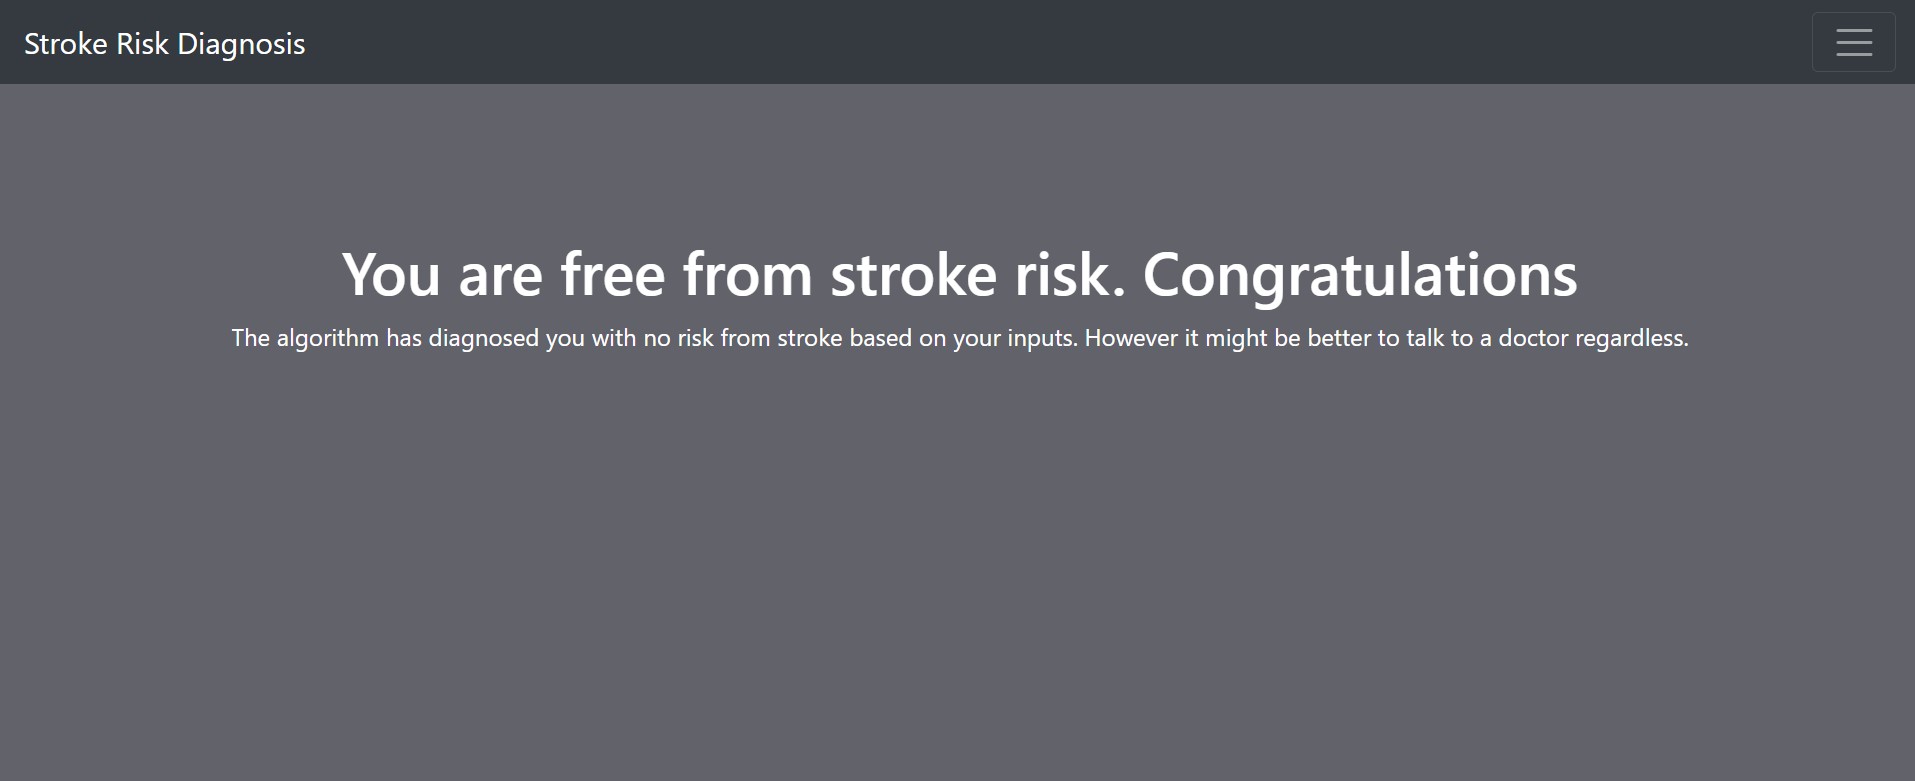 Stroke Risk Diagnosis
You are free from stroke risk. Congratulations
The algorithm has diagnosed you with no risk from stroke based on your inputs. However it might be better to talk to a doctor regardless.